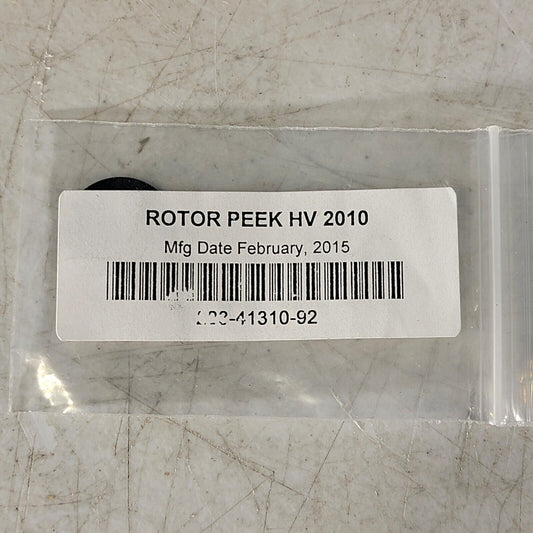 ROTOR PEEK HV 2010
Mfg Date February, 2015